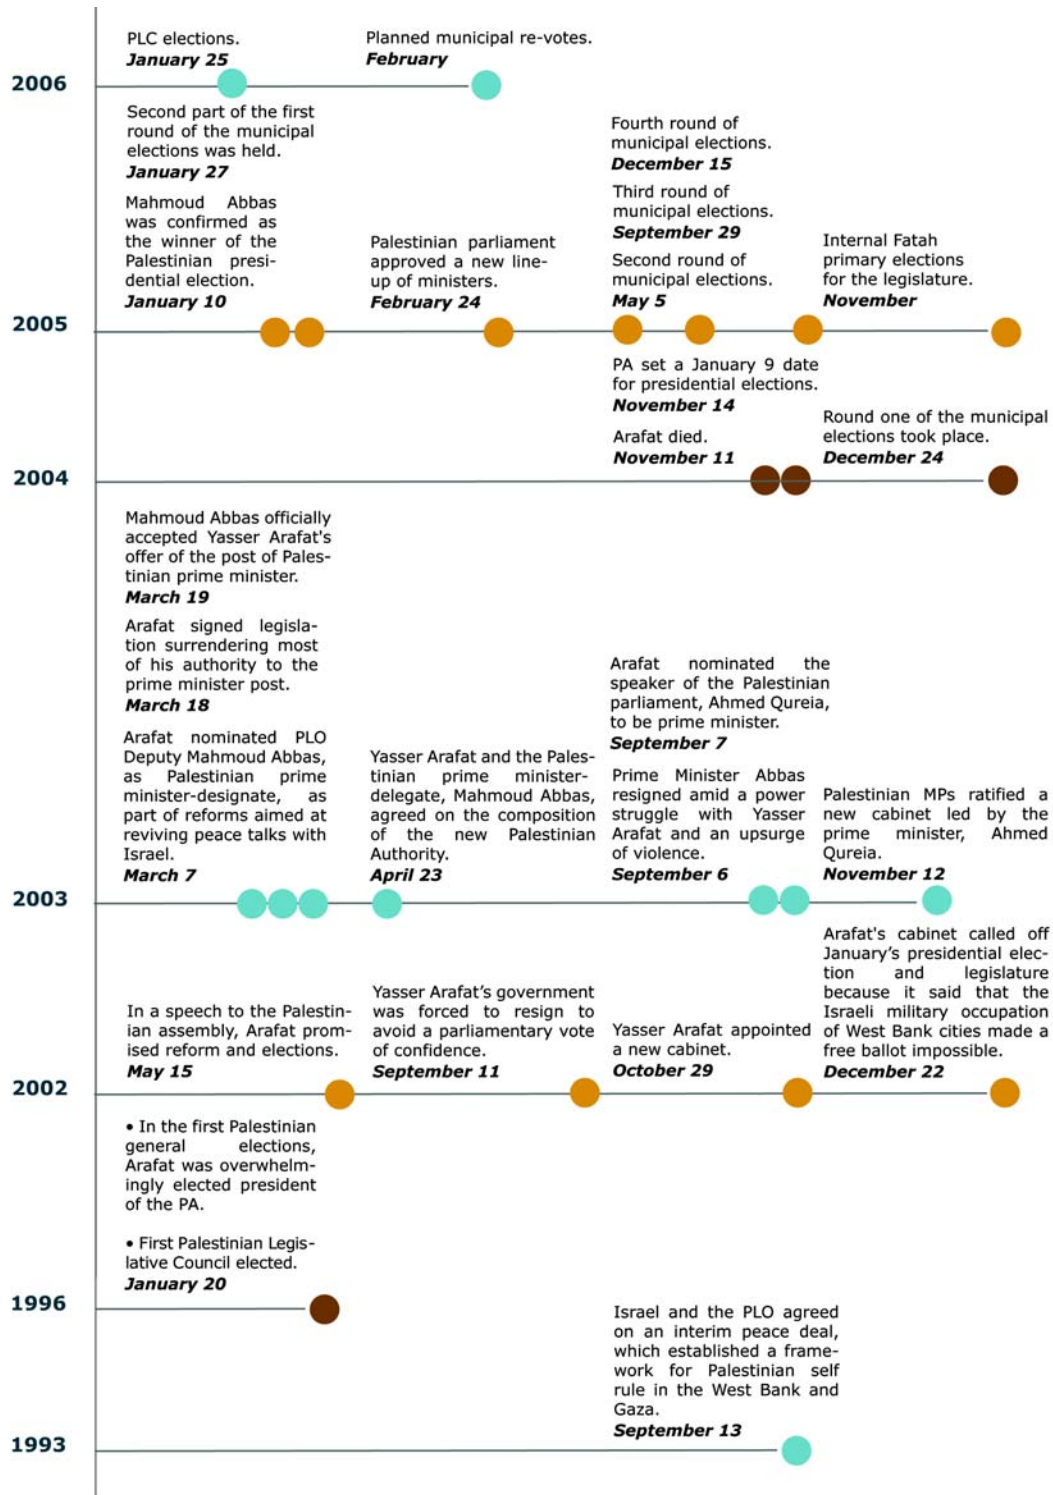 PLC elections.
January 25
Planned municipal re-votes.
February
2006
Second part of the first
round of the municipal
elections was held.
January 27
Mahmoud Abbas
was confirmed as
the winner of the
Palestinian presi-
dential election.
January 10
Palestinian parliament
approved a new line-
up of ministers.
February 24
Fourth round of
municipal elections.
December 15
Third round of
municipal elections.
September 29
Second round of
municipal elections.
May 5
Internal Fatah
primary elections
for the legislature.
November
2005
PA set a January 9 date
for presidential elections.
November 14
Arafat died.
November 11
Round one of the municipal
elections took place.
December 24
2004
Mahmoud Abbas officially
accepted Yasser Arafat's
offer of the post of Pales-
tinian prime minister.
March 19
Arafat signed legisla-
tion surrendering most
of his authority to the
prime minister post.
March 18
Arafat nominated PLO
Deputy Mahmoud Abbas,
as Palestinian prime
minister-designate, as
part of reforms aimed at
reviving peace talks with
Israel.
March 7
Yasser Arafat and the Pales-
tinian prime minister-
delegate, Mahmoud Abbas,
agreed on the composition
of the new Palestinian
Authority.
April 23
Arafat nominated the
speaker of the Palestinian
parliament, Ahmed Qureia,
to be prime minister.
September 7
Prime Minister Abbas
resigned amid a power
struggle with Yasser
Arafat and an upsurge
of violence.
September 6
Palestinian MPs ratified a
new cabinet led by the
prime minister, Ahmed
Qureia.
November 12
2003
In a speech to the Palestin-
ian assembly, Arafat prom-
ised reform and elections.
May 15
Yasser Arafat’s government
was forced to resign to
avoid a parliamentary vote
of confidence.
September 11
Yasser Arafat appointed
a new cabinet.
October 29
Arafat's cabinet called off
January’s presidential elec-
tion and legislature
because it said that the
Israeli military occupation
of West Bank cities made a
free ballot impossible.
December 22
2002
• In the first Palestinian
general elections,
Arafat was overwhelm-
ingly elected president
of the PA.
• First Palestinian Legis-
lative Council elected.
January 20
1996
Israel and the PLO agreed
on an interim peace deal,
which established a frame-
work for Palestinian self
rule in the West Bank and
Gaza.
September 13
1993